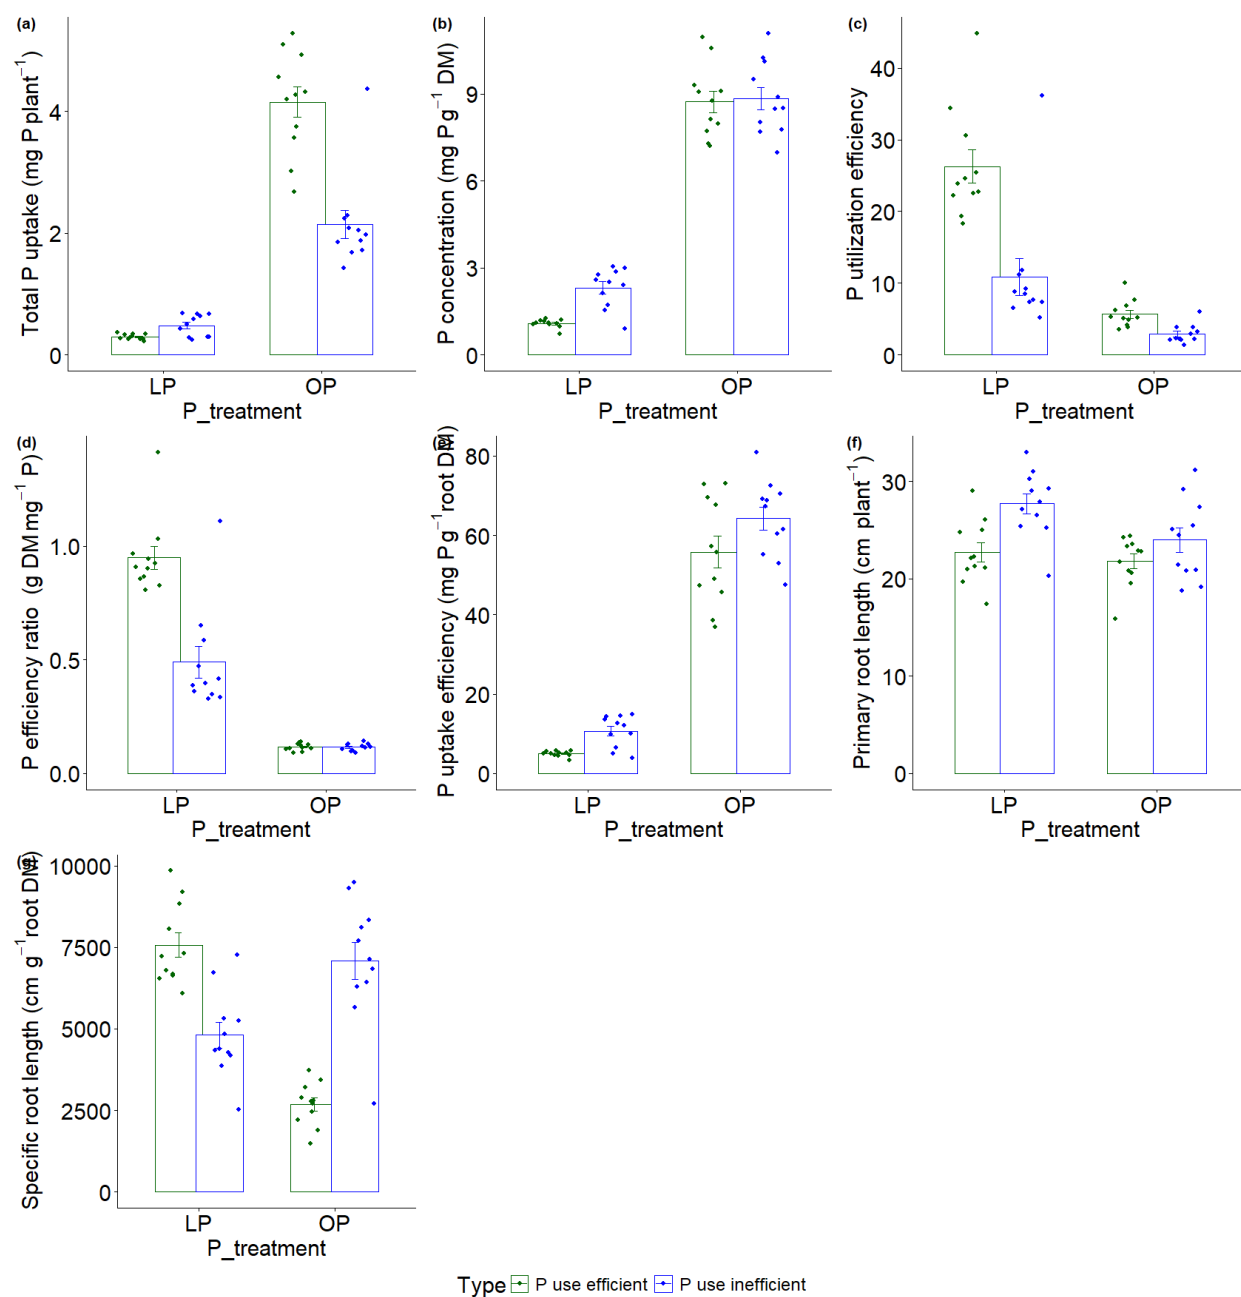 (a)
Total P uptake (mg P plant⁻¹)
4
2
0
LP OP
P_treatment
(b)
P concentration (mg P g⁻¹ DM)
9
6
3
0
LP OP
P_treatment
(c)
P utilization efficiency
40
30
20
10
0
LP OP
P_treatment
(d)
P efficiency ratio (g DM mg⁻¹ P)
1.0
0.5
0.0
LP OP
P_treatment
(e)
P uptake efficiency (mg P g⁻¹ root DM)
80
60
40
20
0
LP OP
P_treatment
(f)
Primary root length (cm plant⁻¹)
30
20
10
0
LP OP
P_treatment
(g)
Specific root length (cm g⁻¹ root DM)
10000
7500
5000
2500
0
LP OP
P_treatment
Type P use efficient P use inefficient